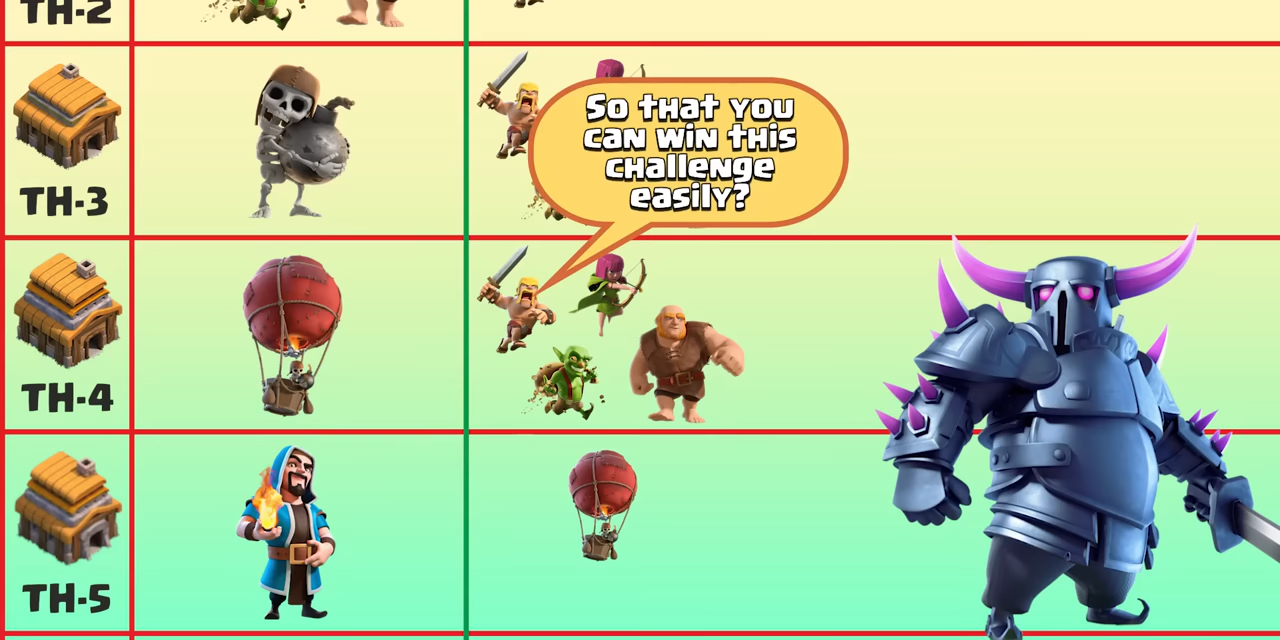 TH-2
So that you
can win this
challenge
easily?
TH-3
TH-4
TH-5